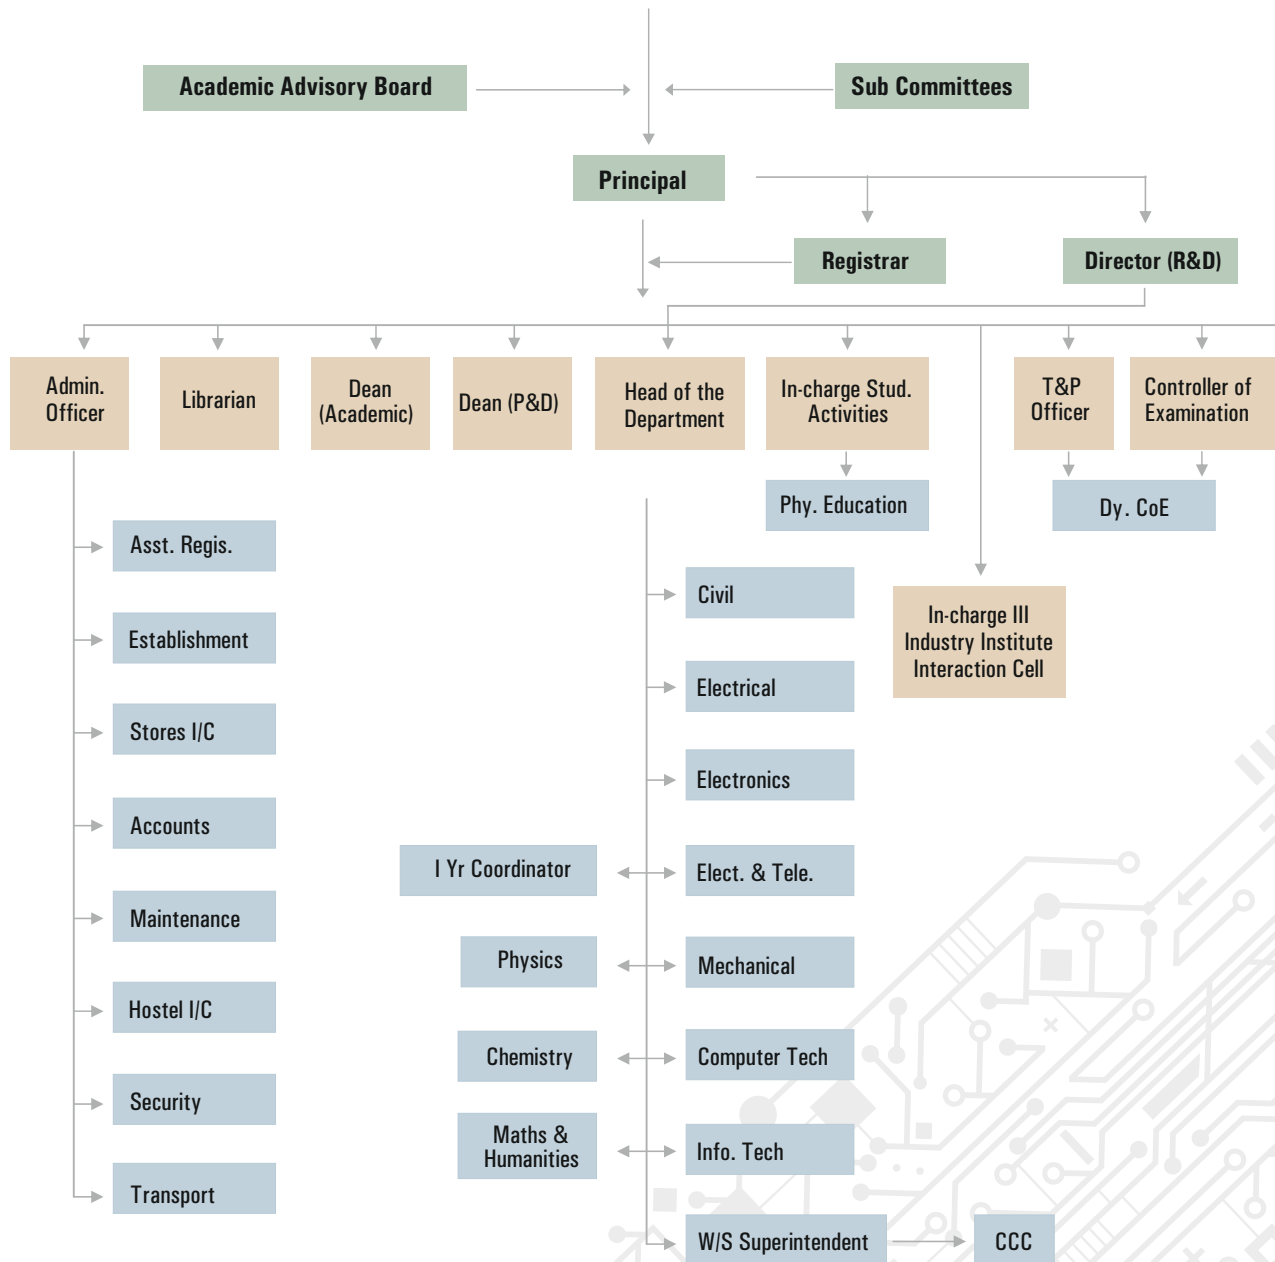 Academic Advisory Board
Sub Committees
Principal
Registrar
Director (R&D)
Admin.
Officer
Librarian
Dean
(Academic)
Dean (P&D)
Head of the
Department
In-charge Stud.
Activities
T&P
Officer
Controller of
Examination
Phy. Education
Dy. CoE
Asst. Regis.
Establishment
Stores I/C
Accounts
Maintenance
Hostel I/C
Security
Transport
Civil
Electrical
Electronics
Elect. & Tele.
Mechanical
Computer Tech
Info. Tech
W/S Superintendent
CCC
I Yr Coordinator
Physics
Chemistry
Maths &
Humanities
In-charge III
Industry Institute
Interaction Cell